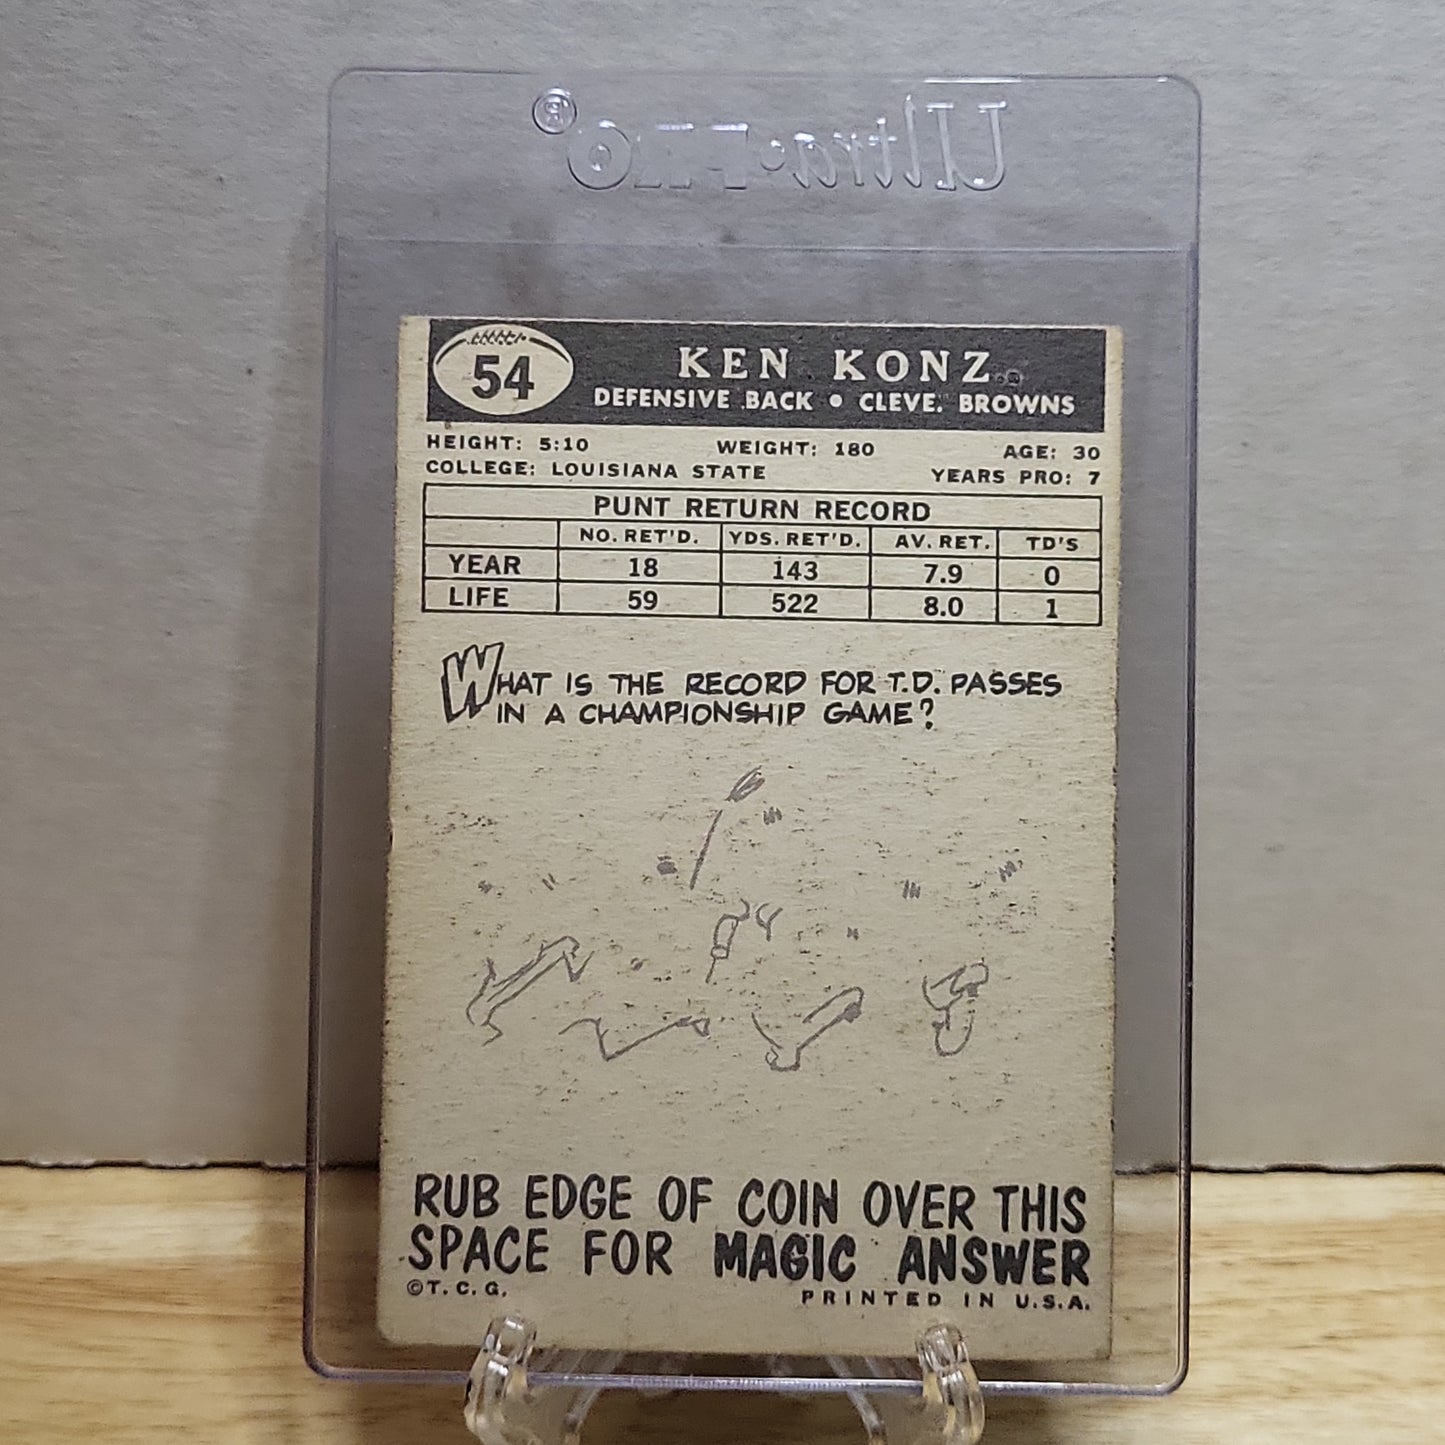 Ultra•PRO®
54
KEN KONZ
DEFENSIVE BACK • CLEVE. BROWNS
HEIGHT: 5:10 WEIGHT: 180 AGE: 30
COLLEGE: LOUISIANA STATE YEARS PRO: 7
PUNT RETURN RECORD
NO. RET'D. YDS. RET'D. AV. RET. TD'S
YEAR 18 143 7.9 0
LIFE 59 522 8.0 1
WHAT IS THE RECORD FOR T.D. PASSES
IN A CHAMPIONSHIP GAME?
RUB EDGE OF COIN OVER THIS
SPACE FOR MAGIC ANSWER
©T.C.G. PRINTED IN U.S.A.